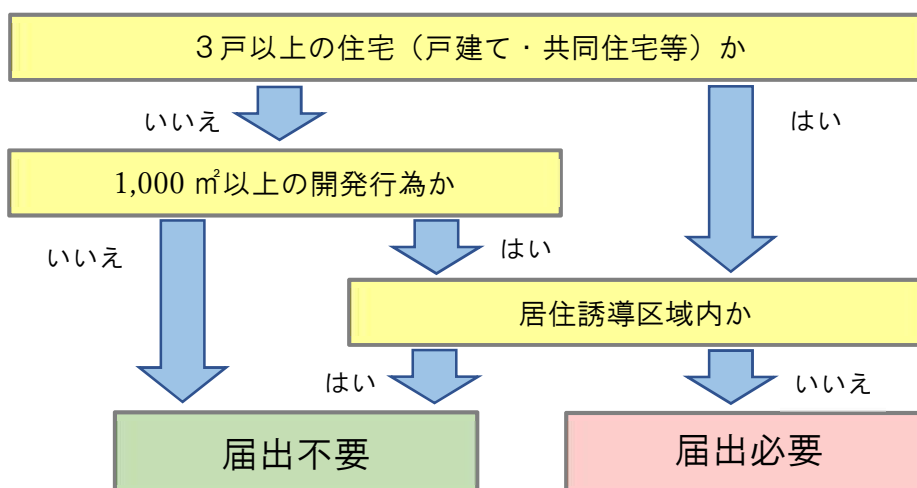 ３戸以上の住宅（戸建て・共同住宅等）か
いいえ
はい
1,000 ㎡以上の開発行為か
いいえ
はい
居住誘導区域内か
はい
いいえ
届出不要
届出必要